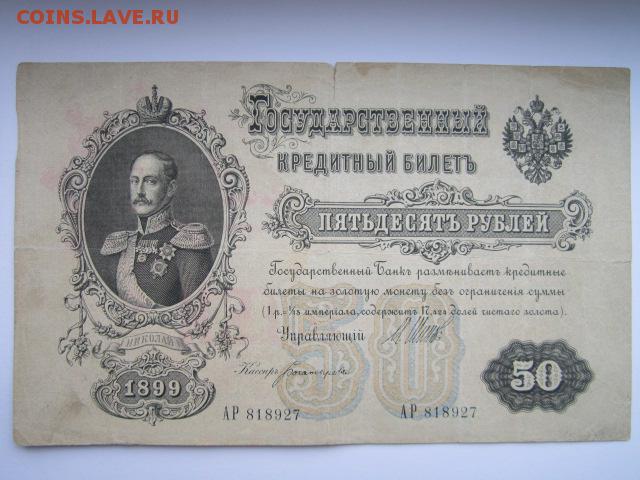 COINS.LAVE.RU
Государственный
кредитный билетъ
ПЯТЬДЕСЯТЪ РУБЛЕЙ
Государственный Банкъ размѣниваетъ кредитные
билеты на золотую монету безъ ограниченія суммы
(1 р.=1/15 имперіала, содержитъ 17,424 долей чистаго золота).
Управляющій
Кассиръ
НИКОЛАЙ I
1899
50
50
АР 818927
АР 818927